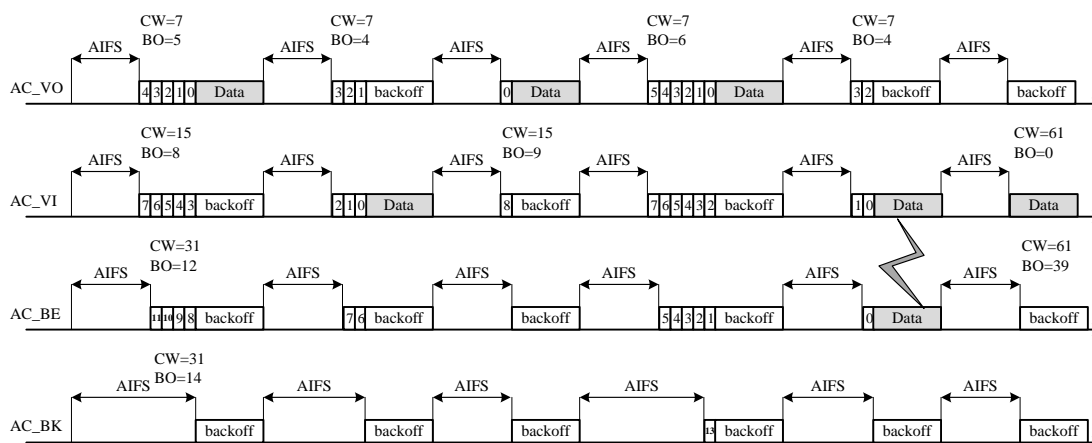 CW=7 CW=7 CW=7 CW=7
AIFS BO=5 AIFS BO=4 AIFS AIFS BO=6 AIFS BO=4 AIFS
AC_VO 4 3 2 1 0 Data 3 2 1 backoff 0 Data 5 4 3 2 1 0 Data 3 2 backoff backoff
CW=15 CW=15 CW=61
AIFS BO=8 AIFS AIFS BO=9 AIFS AIFS AIFS BO=0
AC_VI 7 6 5 4 3 backoff 2 1 0 Data 8 backoff 7 6 5 4 3 2 backoff 1 0 Data Data
CW=31 CW=61
AIFS BO=12 AIFS AIFS AIFS AIFS AIFS BO=39
AC_BE 11 10 9 8 backoff 7 6 backoff backoff 5 4 3 2 1 backoff 0 Data backoff
CW=31
AIFS BO=14 AIFS AIFS AIFS AIFS AIFS
AC_BK backoff backoff backoff 13 backoff backoff backoff